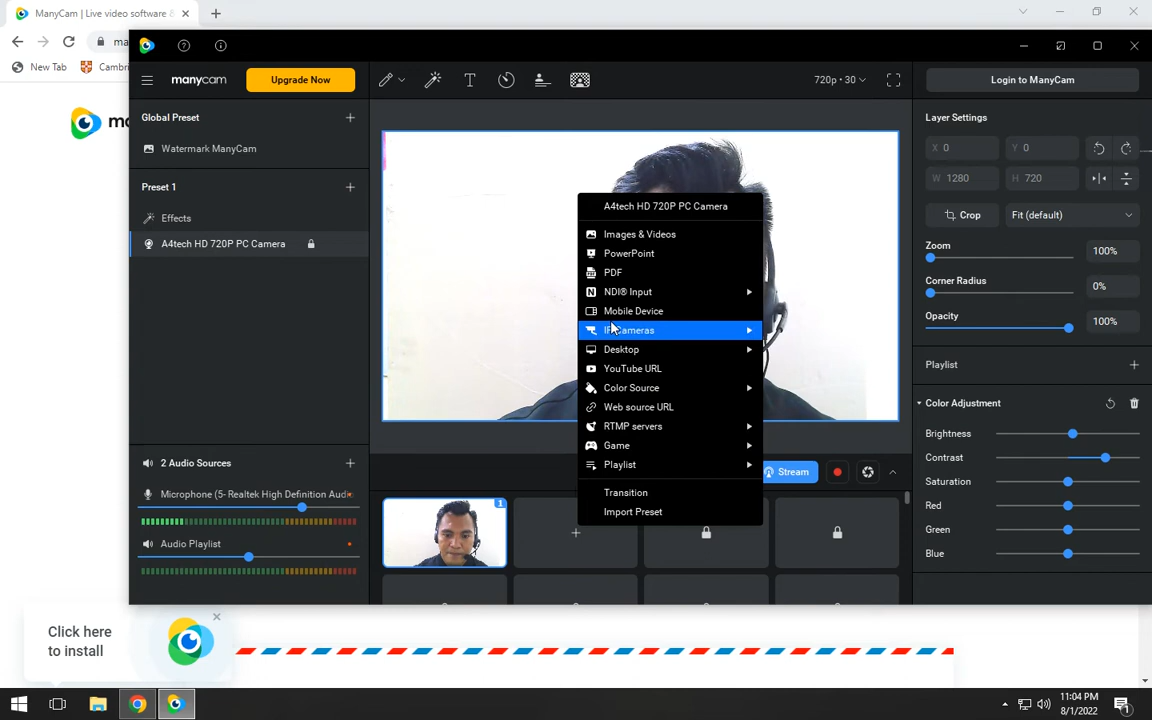 ManyCam | Live video software &
ma
New Tab
Cambri
ma
manycam
Upgrade Now
T
720p · 30
Login to ManyCam
Global Preset
Watermark ManyCam
Preset 1
Effects
A4tech HD 720P PC Camera
A4tech HD 720P PC Camera
Images & Videos
PowerPoint
PDF
NDI® Input
Mobile Device
IP Cameras
Desktop
YouTube URL
Color Source
Web source URL
RTMP servers
Game
Playlist
Transition
Import Preset
Layer Settings
X 0
Y 0
W 1280
H 720
Crop
Fit (default)
Zoom
100%
Corner Radius
0%
Opacity
100%
Playlist
Color Adjustment
Brightness
Contrast
Saturation
Red
Green
Blue
2 Audio Sources
Microphone (5- Realtek High Definition Audi
Audio Playlist
Stream
1
Click here
to install
11:04 PM
8/1/2022
1